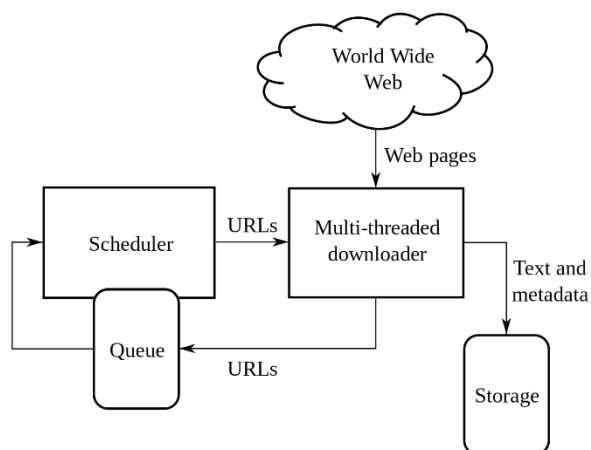 World Wide
Web
Web pages
Scheduler
URLs
Multi-threaded
downloader
Text and
metadata
Queue
URLs
Storage